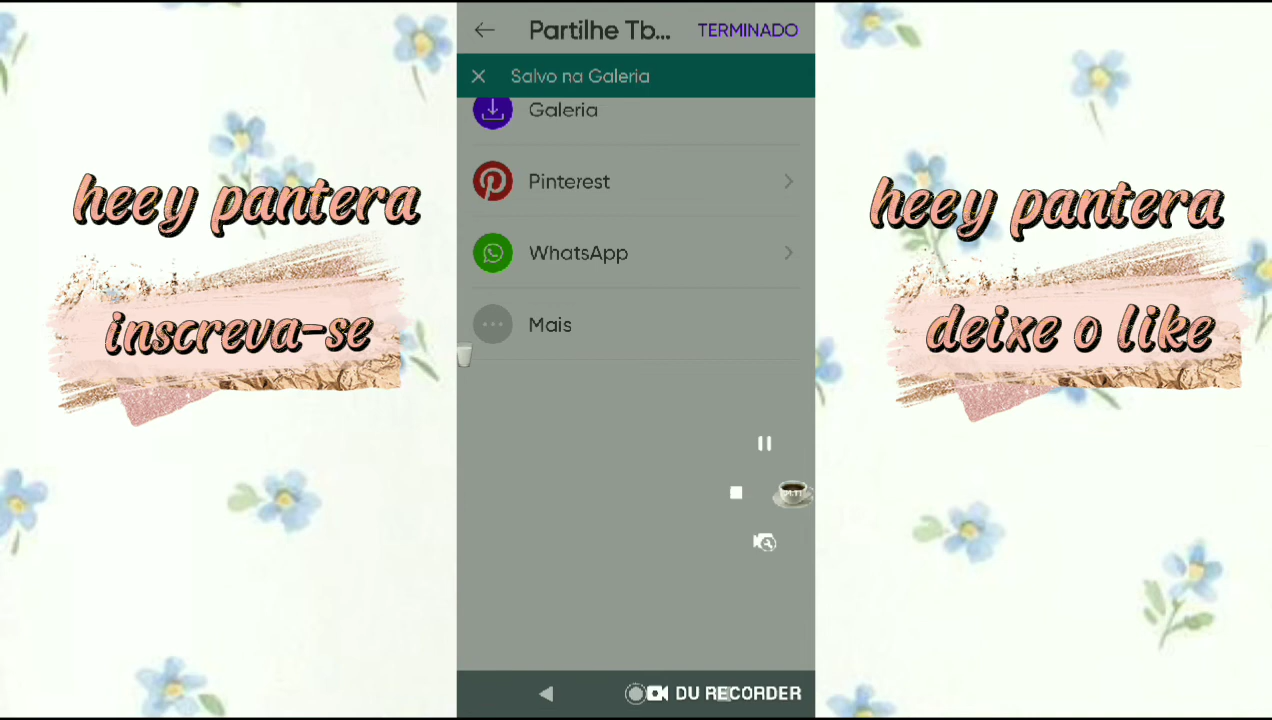 Partilhe Tb... TERMINADO
Salvo na Galeria
Galeria
Pinterest
WhatsApp
Mais
DU RECORDER
heey pantera
inscreva-se
heey pantera
deixe o like